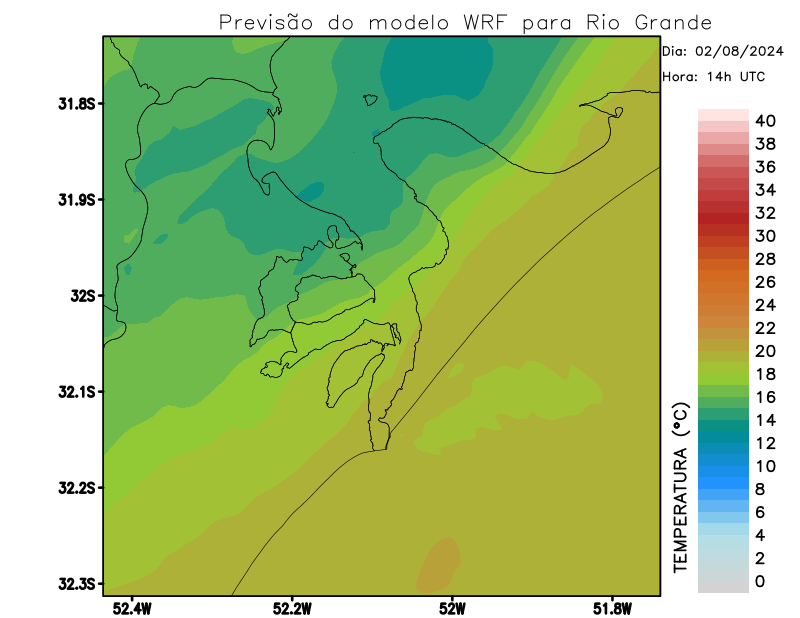 Previsão do modelo WRF para Rio Grande
Dia: 02/08/2024
Hora: 14h UTC
31.8S
31.9S
32S
32.1S
32.2S
32.3S
52.4W
52.2W
52W
51.8W
TEMPERATURA (°C)
40
38
36
34
32
30
28
26
24
22
20
18
16
14
12
10
8
6
4
2
0